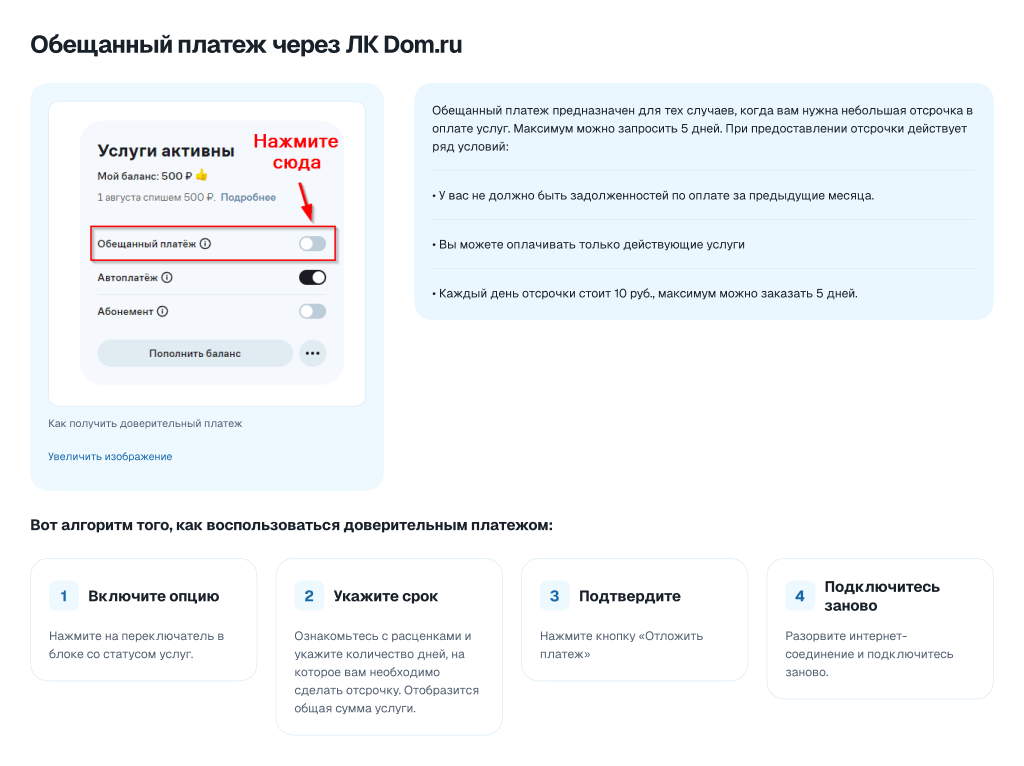 Обещанный платеж через ЛК Dom.ru
Услуги активны
Нажмите
сюда
Мой баланс: 500 ₽ 👍
1 августа спишем 500 ₽. Подробнее
Обещанный платёж
Автоплатёж
Абонемент
Пополнить баланс
Как получить доверительный платеж
Увеличить изображение
Обещанный платеж предназначен для тех случаев, когда вам нужна небольшая отсрочка в
оплате услуг. Максимум можно запросить 5 дней. При предоставлении отсрочки действует
ряд условий:
• У вас не должно быть задолженностей по оплате за предыдущие месяца.
• Вы можете оплачивать только действующие услуги
• Каждый день отсрочки стоит 10 руб., максимум можно заказать 5 дней.
Вот алгоритм того, как воспользоваться доверительным платежом:
1 Включите опцию
Нажмите на переключатель в
блоке со статусом услуг.
2 Укажите срок
Ознакомьтесь с расценками и
укажите количество дней, на
которое вам необходимо
сделать отсрочку. Отобразится
общая сумма услуги.
3 Подтвердите
Нажмите кнопку «Отложить
платеж»
4 Подключитесь
заново
Разорвите интернет-
соединение и подключитесь
заново.